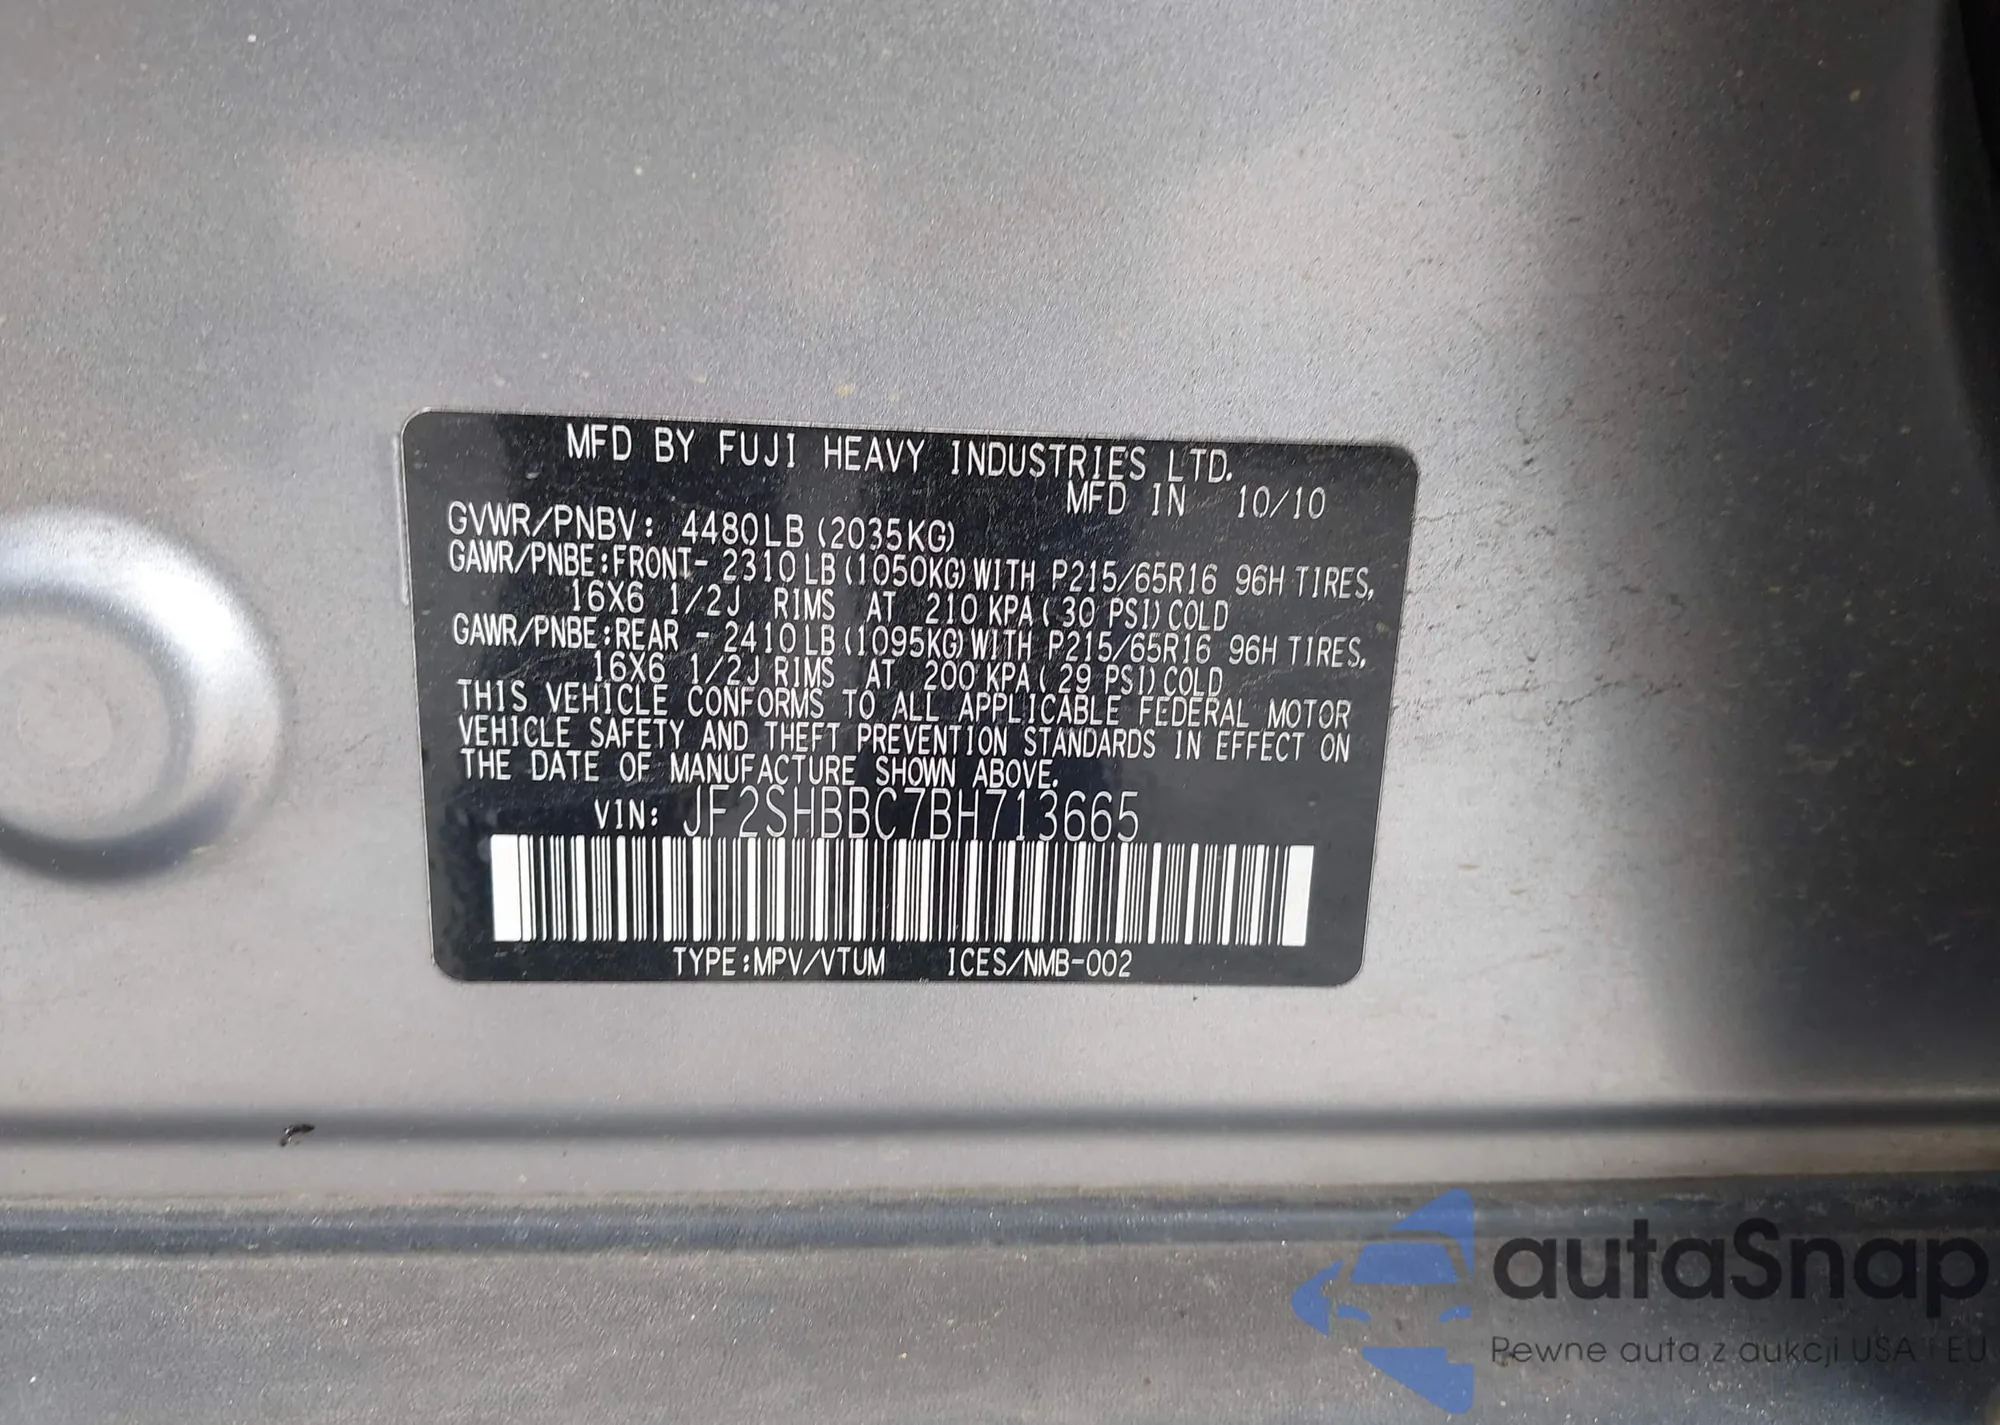 MFD BY FUJI HEAVY INDUSTRIES LTD.
MFD IN 10/10
GVWR/PNBV: 4480LB (2035KG)
GAWR/PNBE:FRONT- 2310LB (1050KG) WITH P215/65R16 96H TIRES,
16X6 1/2J RIMS AT 210 KPA (30 PSI) COLD
GAWR/PNBE:REAR - 2410LB (1095KG) WITH P215/65R16 96H TIRES,
16X6 1/2J RIMS AT 200 KPA (29 PSI) COLD
THIS VEHICLE CONFORMS TO ALL APPLICABLE FEDERAL MOTOR
VEHICLE SAFETY AND THEFT PREVENTION STANDARDS IN EFFECT ON
THE DATE OF MANUFACTURE SHOWN ABOVE.
VIN: JF2SHBBC7BH713665
TYPE:MPV/VTUM ICES/NMB-002
autaSnap
Pewne auta z aukcji USA i EU